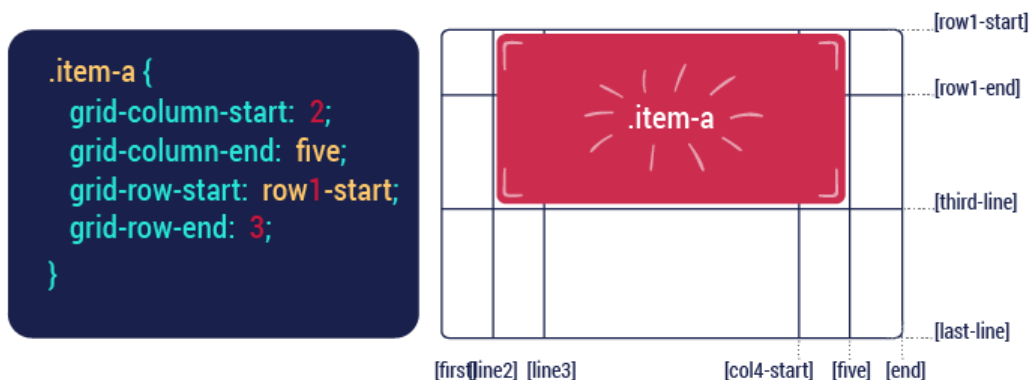 .item-a {
grid-column-start: 2;
grid-column-end: five;
grid-row-start: row1-start;
grid-row-end: 3;
}
.item-a
[row1-start]
[row1-end]
[third-line]
[last-line]
[first][line2] [line3] [col4-start] [five] [end]